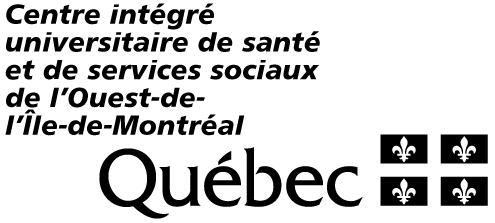 Centre intégré
universitaire de santé
et de services sociaux
de l’Ouest-de-
l’Île-de-Montréal
Québec